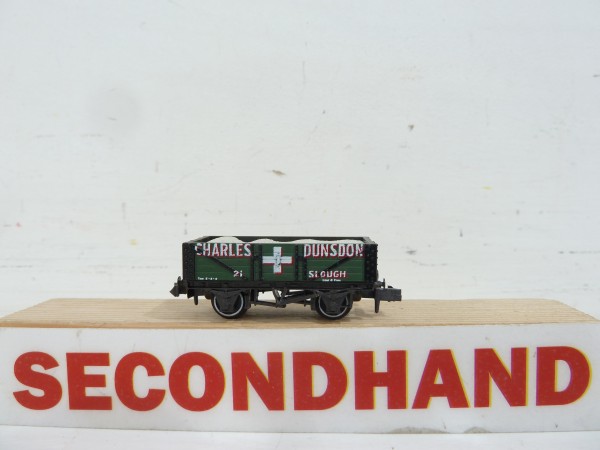 CHARLES DUNSDON
21 SLOUGH
SECONDHAND